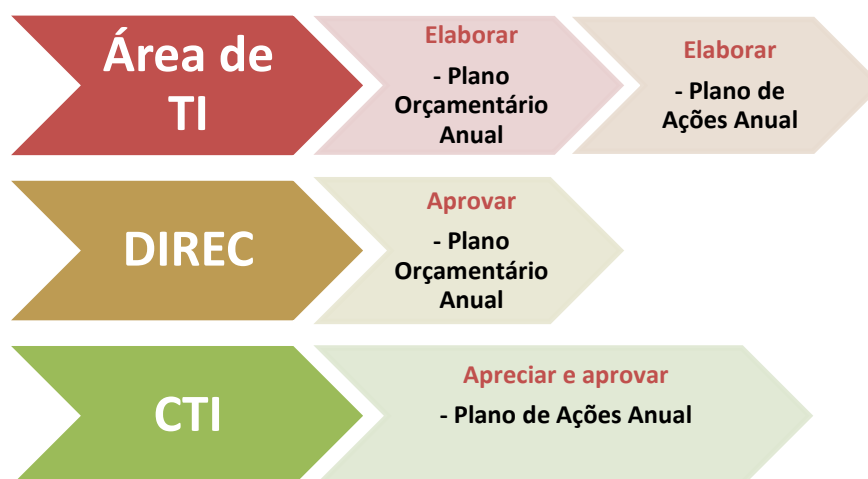 Área de
TI
Elaborar
- Plano
Orçamentário
Anual
Elaborar
- Plano de
Ações Anual
DIREC
Aprovar
- Plano
Orçamentário
Anual
CTI
Apreciar e aprovar
- Plano de Ações Anual